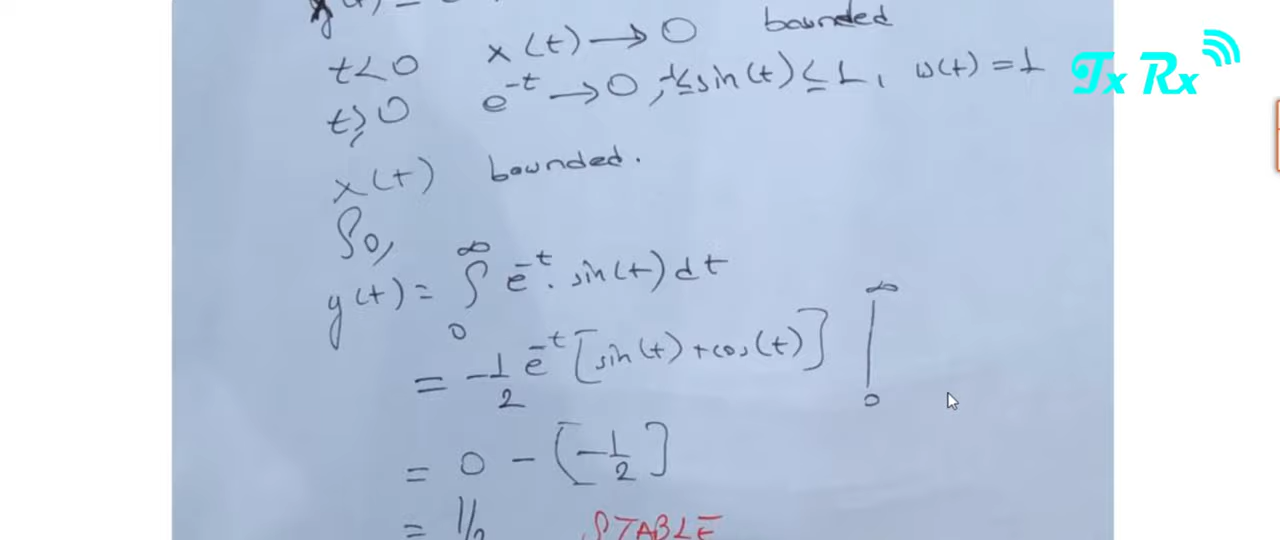 y(t) =
t<0 x(t) → 0 bounded
t≥0 e^-t → 0, -1≤sin(t) ≤ 1, u(t) = 1
Tx Rx
x(t) bounded.
So,
y(t) = ∫₀^∞ e^-t . sin(t) dt
= -1/2 e^-t [sin(t) + cos(t)] |₀^∞
= 0 - [-1/2]
= 1/2 STABLE